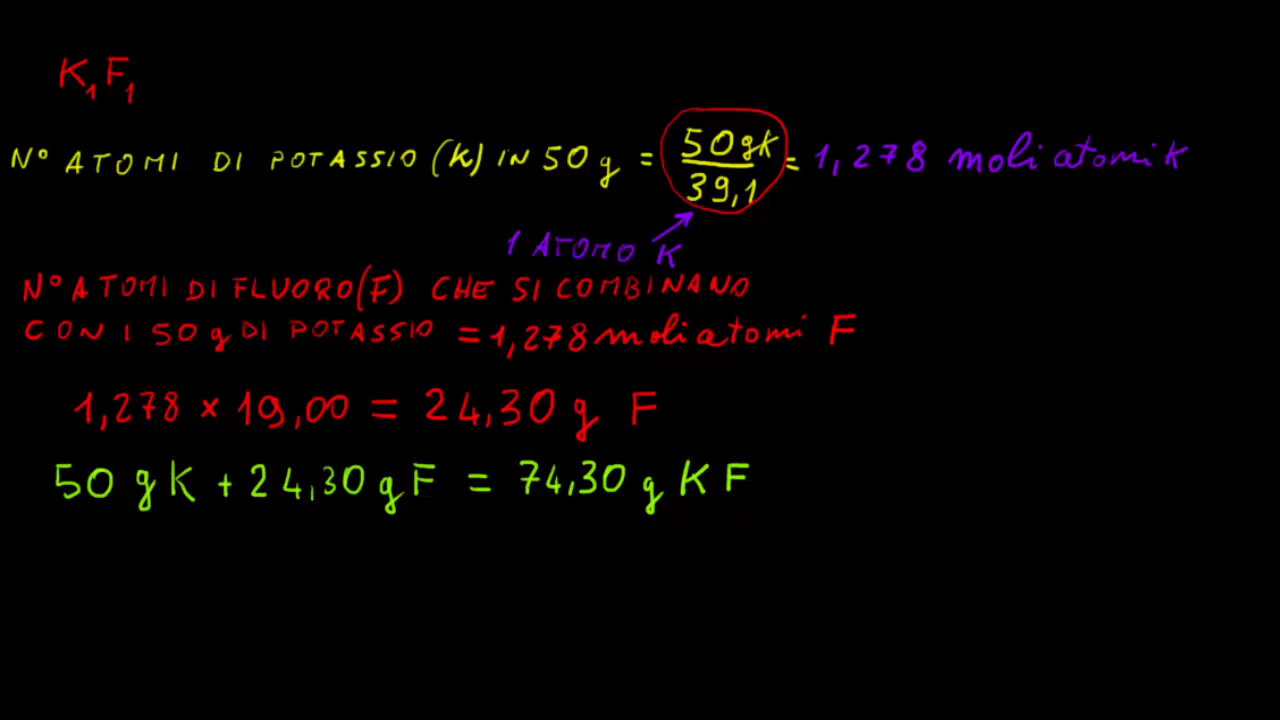 K₁F₁
N° ATOMI DI POTASSIO (K) IN 50 g = 50 gK / 39,1 = 1,278 moli atomi K
1 ATOMO K
N° ATOMI DI FLUORO (F) CHE SI COMBINANO
CON I 50 g DI POTASSIO = 1,278 moli atomi F
1,278 × 19,00 = 24,30 g F
50 g K + 24,30 g F = 74,30 g K F